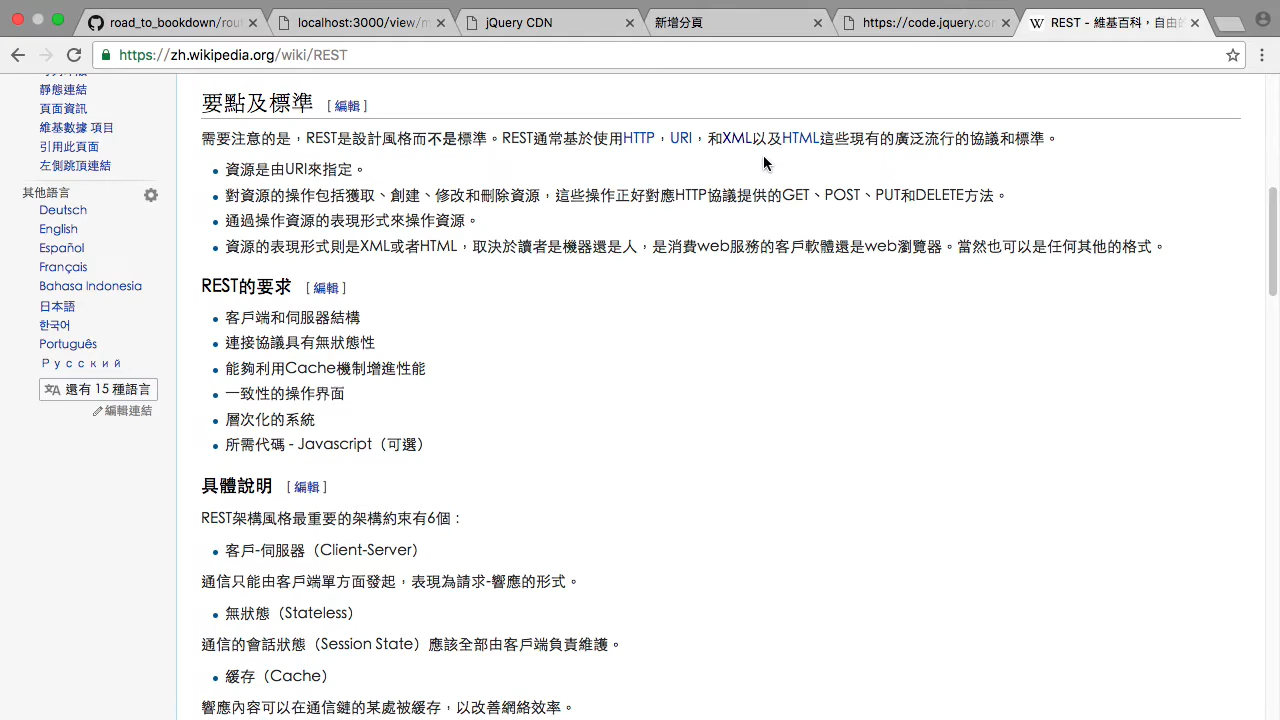 road_to_bookdown/rout
localhost:3000/view/m
jQuery CDN
新增分頁
https://code.jquery.con
REST - 維基百科，自由的
https://zh.wikipedia.org/wiki/REST
靜態連結
頁面資訊
維基數據 項目
引用此頁面
左側跳頂連結
其他語言
Deutsch
English
Español
Français
Bahasa Indonesia
日本語
한국어
Português
Русский
還有 15 種語言
編輯連結
要點及標準 [ 編輯 ]
需要注意的是，REST是設計風格而不是標準。REST通常基於使用HTTP，URI，和XML以及HTML這些現有的廣泛流行的協議和標準。
資源是由URI來指定。
對資源的操作包括獲取、創建、修改和刪除資源，這些操作正好對應HTTP協議提供的GET、POST、PUT和DELETE方法。
通過操作資源的表現形式來操作資源。
資源的表現形式則是XML或者HTML，取決於讀者是機器還是人，是消費web服務的客戶軟體還是web瀏覽器。當然也可以是任何其他的格式。
REST的要求 [ 編輯 ]
客戶端和伺服器結構
連接協議具有無狀態性
能夠利用Cache機制增進性能
一致性的操作界面
層次化的系統
所需代碼 - Javascript（可選）
具體說明 [ 編輯 ]
REST架構風格最重要的架構約束有6個：
客戶-伺服器（Client-Server）
通信只能由客戶端單方面發起，表現為請求-響應的形式。
無狀態（Stateless）
通信的會話狀態（Session State）應該全部由客戶端負責維護。
緩存（Cache）
響應內容可以在通信鏈的某處被緩存，以改善網絡效率。